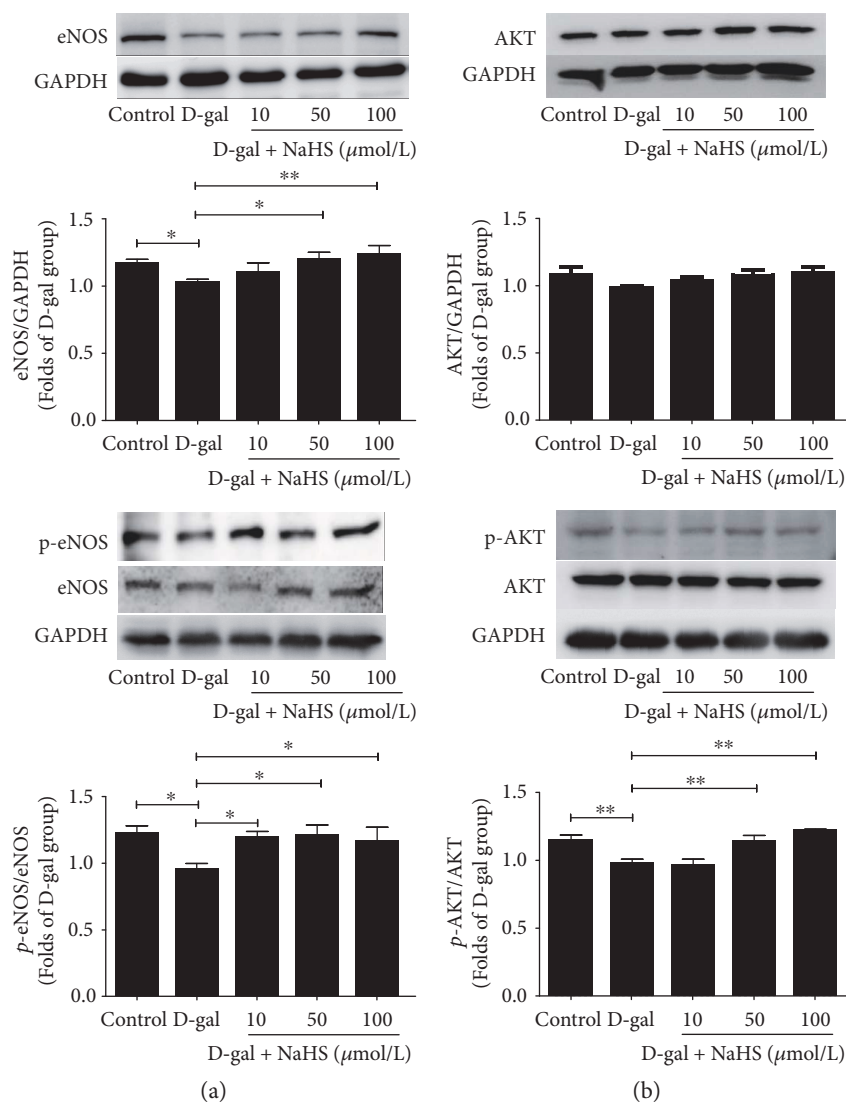 eNOS
GAPDH
Control D-gal 10 50 100
D-gal + NaHS (μmol/L)
**
*
*
1.5
1.0
0.5
0.0
eNOS/GAPDH
(Folds of D-gal group)
Control D-gal 10 50 100
D-gal + NaHS (μmol/L)
p-eNOS
eNOS
GAPDH
Control D-gal 10 50 100
D-gal + NaHS (μmol/L)
*
*
*
*
1.5
1.0
0.5
0.0
p-eNOS/eNOS
(Folds of D-gal group)
Control D-gal 10 50 100
D-gal + NaHS (μmol/L)
(a)
AKT
GAPDH
Control D-gal 10 50 100
D-gal + NaHS (μmol/L)
1.5
1.0
0.5
0.0
AKT/GAPDH
(Folds of D-gal group)
Control D-gal 10 50 100
D-gal + NaHS (μmol/L)
p-AKT
AKT
GAPDH
Control D-gal 10 50 100
D-gal + NaHS (μmol/L)
**
**
**
1.5
1.0
0.5
0.0
p-AKT/AKT
(Folds of D-gal group)
Control D-gal 10 50 100
D-gal + NaHS (μmol/L)
(b)